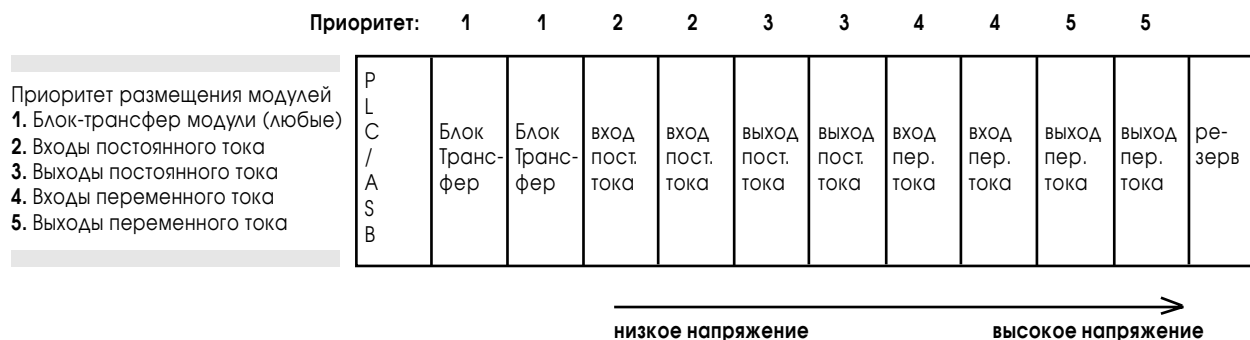 Приоритет: 1 1 2 2 3 3 4 4 5 5
Приоритет размещения модулей
1. Блок-трансфер модули (любые)
2. Входы постоянного тока
3. Выходы постоянного тока
4. Входы переменного тока
5. Выходы переменного тока
P
L
C
/
A
S
B
Блок
Транс-
фер
Блок
Транс-
фер
вход
пост.
тока
вход
пост.
тока
выход
пост.
тока
выход
пост.
тока
вход
пер.
тока
вход
пер.
тока
выход
пер.
тока
выход
пер.
тока
ре-
зерв
низкое напряжение
высокое напряжение